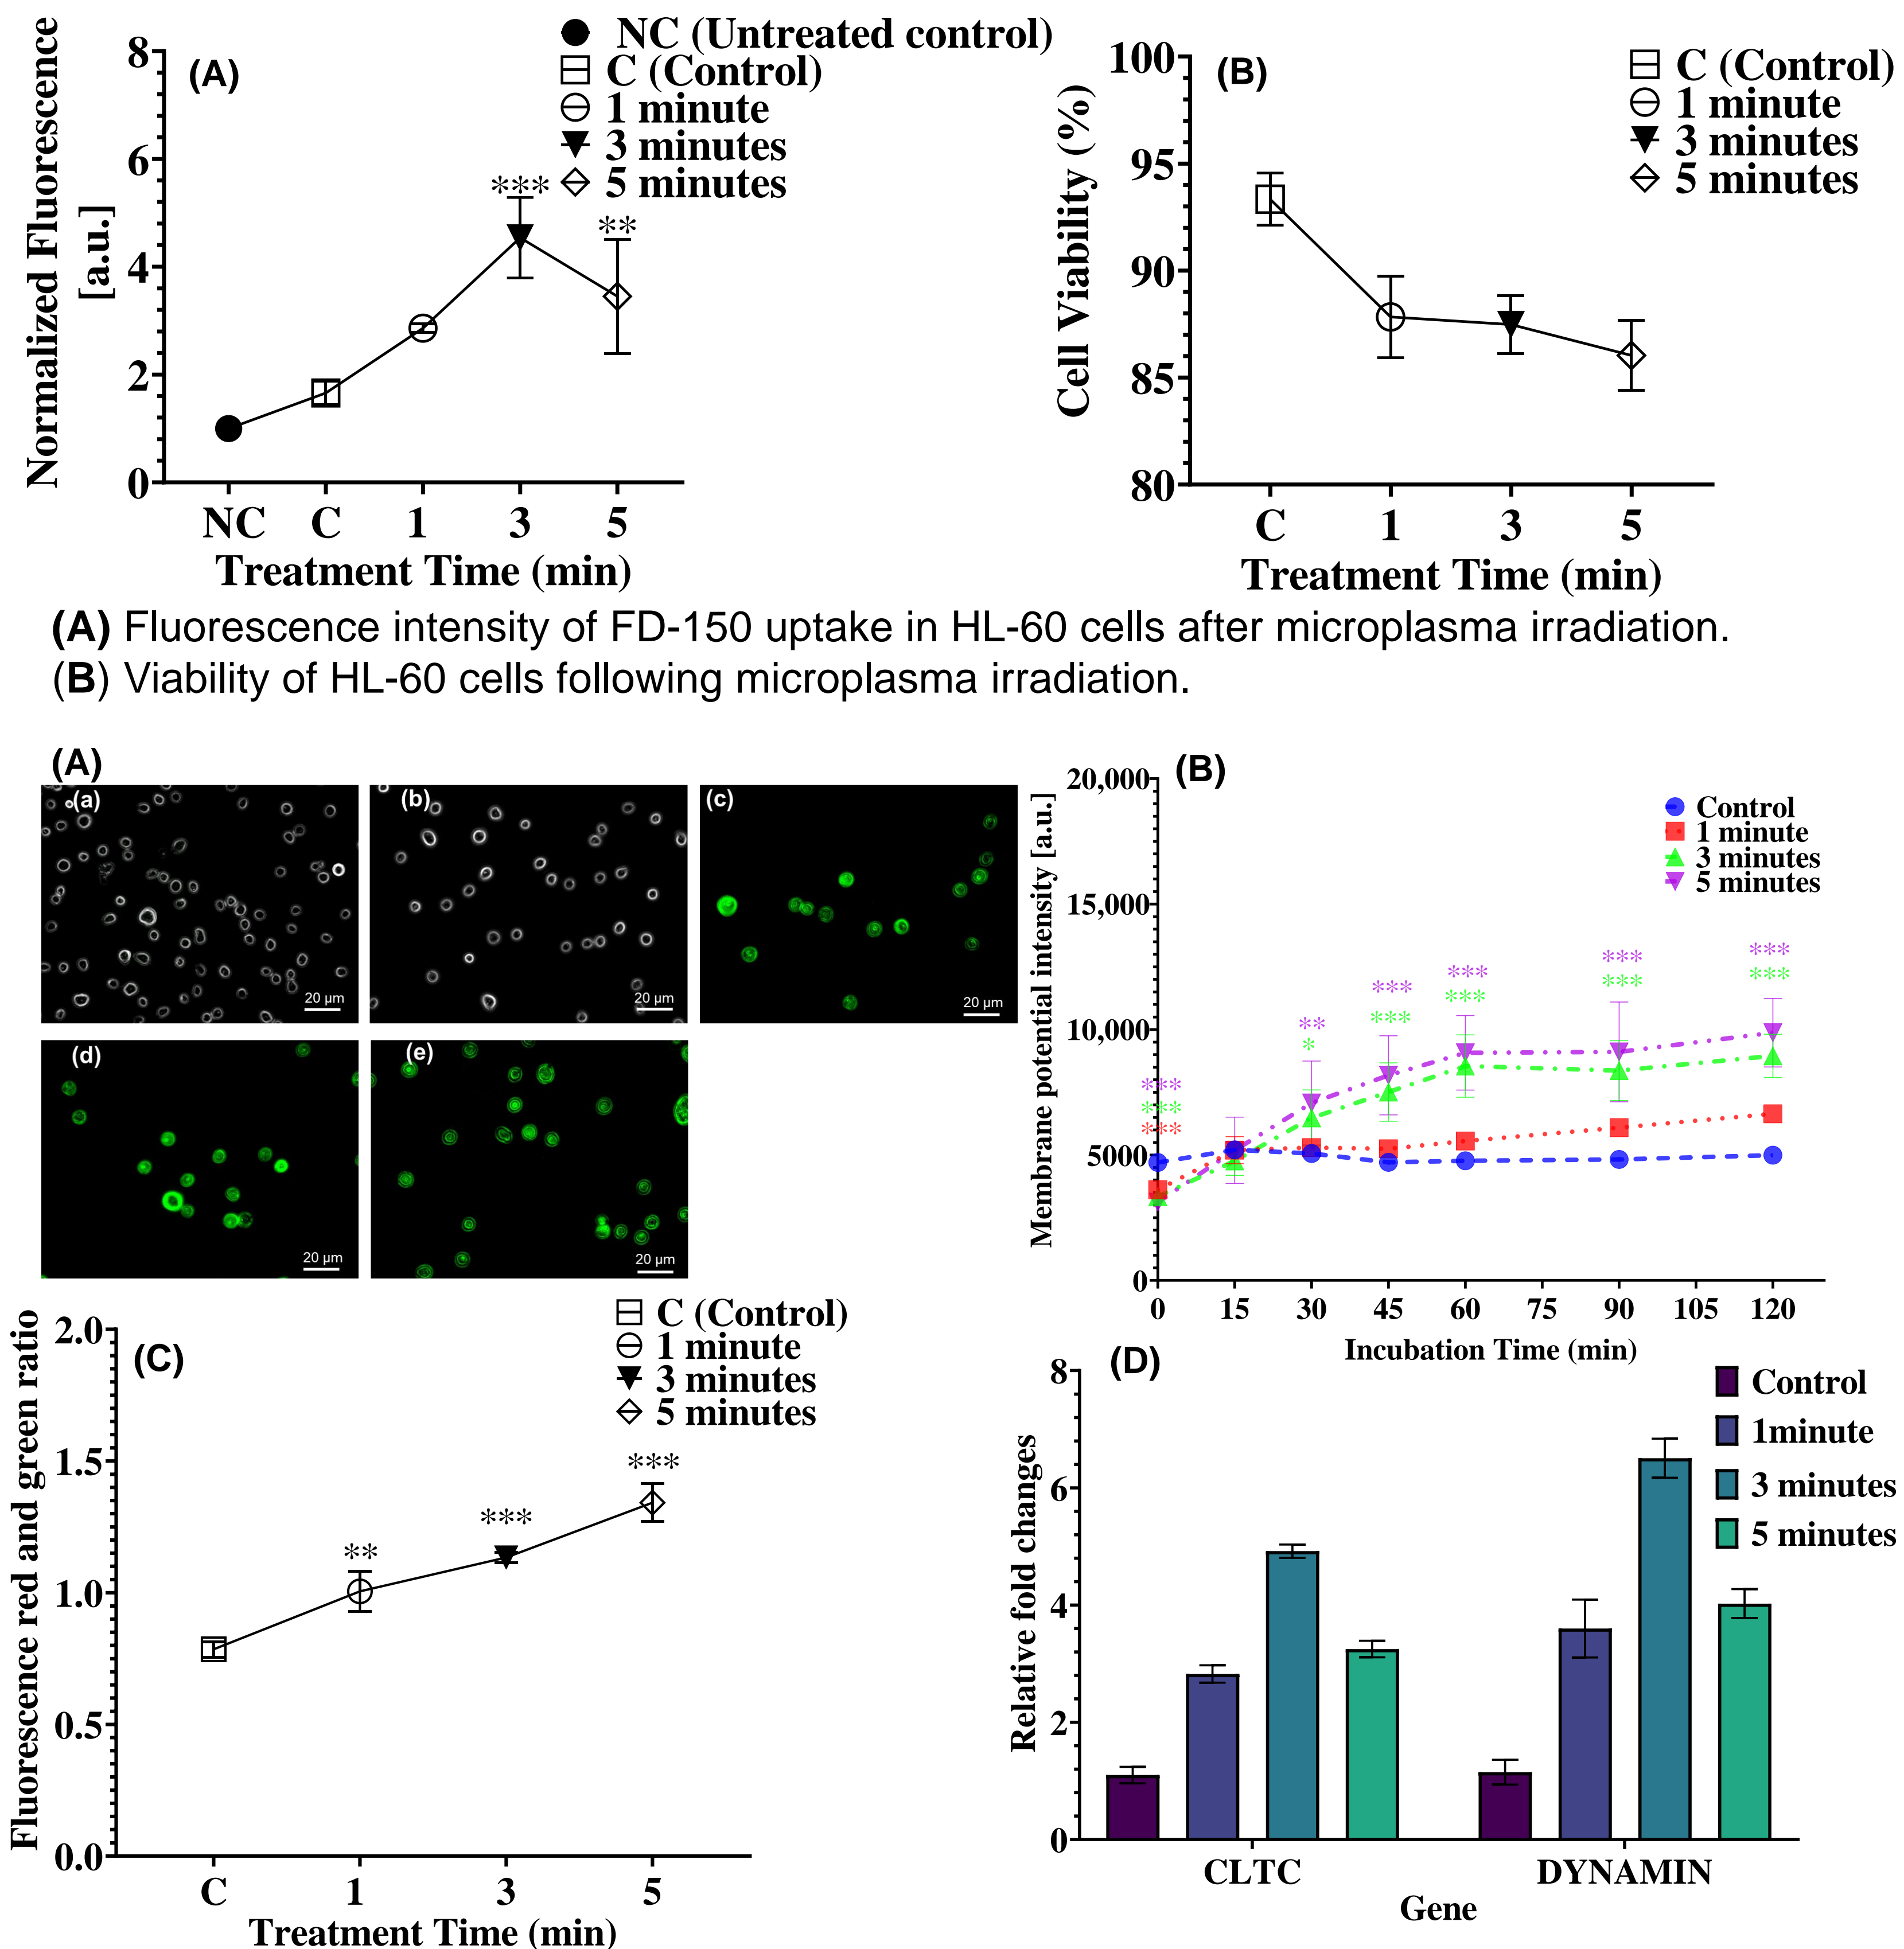 (A)
NC (Untreated control)
C (Control)
1 minute
3 minutes
5 minutes
Normalized Fluorescence
[a.u.]
8
6
4
2
0
***
**
NC C 1 3 5
Treatment Time (min)
(B)
C (Control)
1 minute
3 minutes
5 minutes
Cell Viability (%)
100
95
90
85
80
C 1 3 5
Treatment Time (min)
(A) Fluorescence intensity of FD-150 uptake in HL-60 cells after microplasma irradiation.
(B) Viability of HL-60 cells following microplasma irradiation.
(A)
(a)
20 µm
(b)
20 µm
(c)
20 µm
(d)
20 µm
(e)
20 µm
(B)
Control
1 minute
3 minutes
5 minutes
Membrane potential intensity [a.u.]
20,000
15,000
10,000
5000
0
*** ***
*** *** *** ***
** ***
* ***
***
***
***
0 15 30 45 60 75 90 105 120
Incubation Time (min)
(C)
C (Control)
1 minute
3 minutes
5 minutes
Fluorescence red and green ratio
2.0
1.5
1.0
0.5
0.0
***
***
**
C 1 3 5
Treatment Time (min)
(D)
Control
1minute
3 minutes
5 minutes
Relative fold changes
8
6
4
2
0
CLTC DYNAMIN
Gene